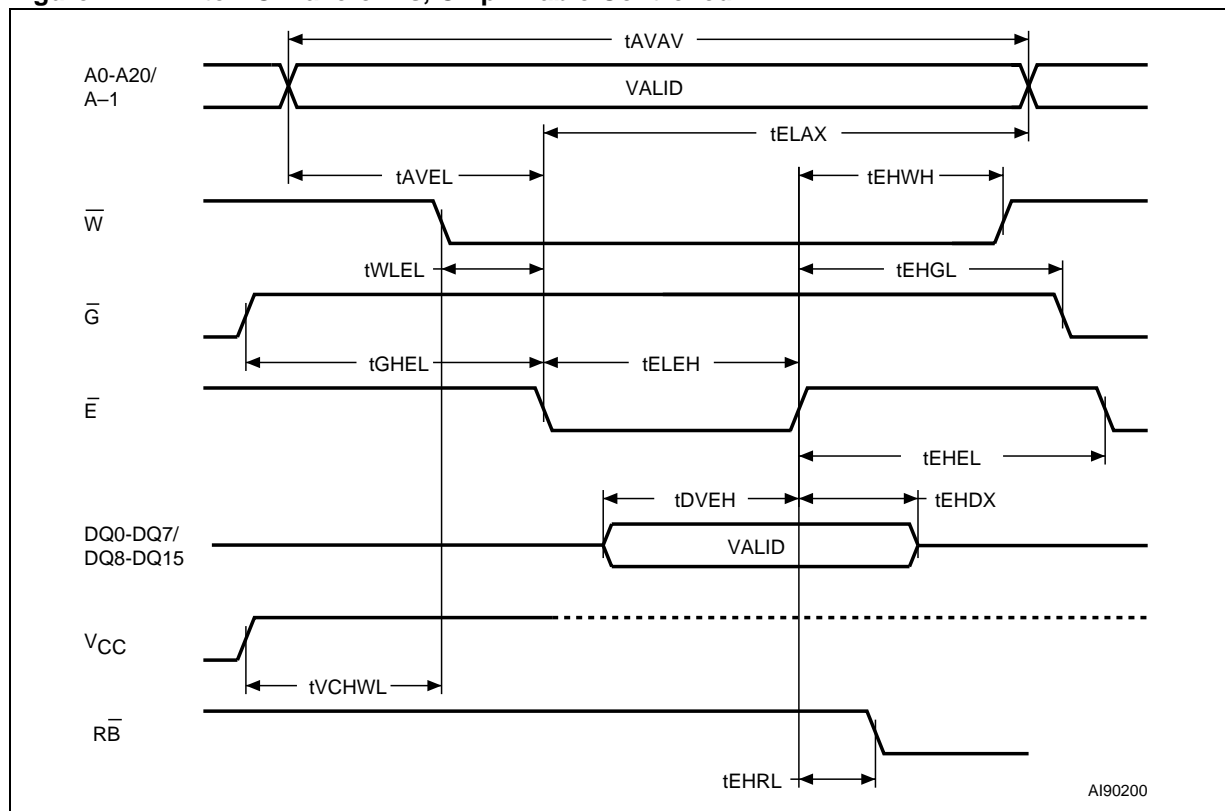 tAVAV
A0-A20/
A–1
VALID
tELAX
tAVEL
tEHWH
W̅
tWLEL
tEHGL
G̅
tGHEL
tELEH
E̅
tEHEL
tDVEH
tEHDX
DQ0-DQ7/
DQ8-DQ15
VALID
VCC
tVCHWL
RB̅
tEHRL
AI90200